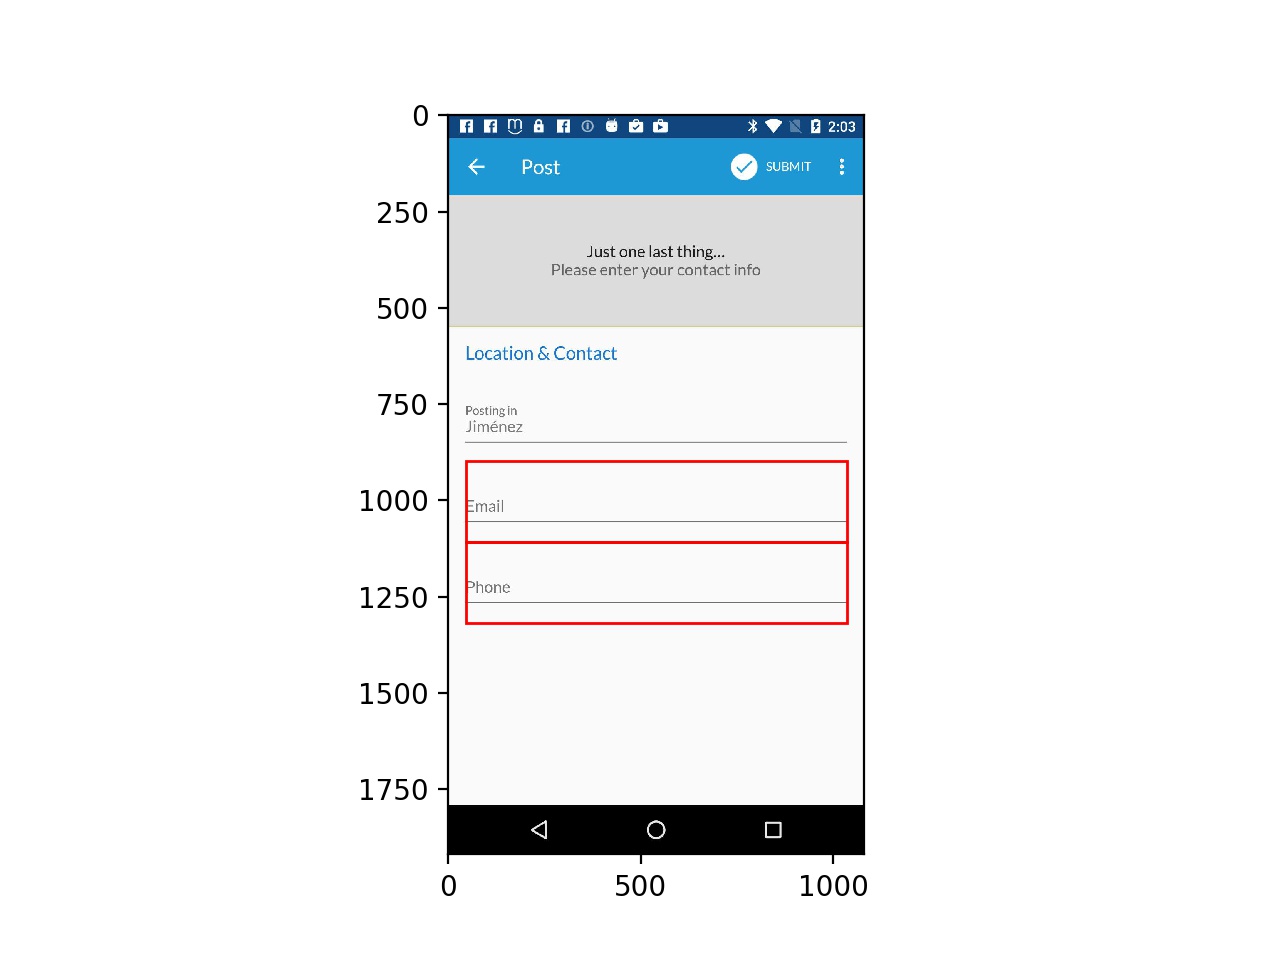 2:03
Post
SUBMIT
Just one last thing...
Please enter your contact info
Location & Contact
Posting in
Jiménez
Email
Phone
0
250
500
750
1000
1250
1500
1750
0
500
1000